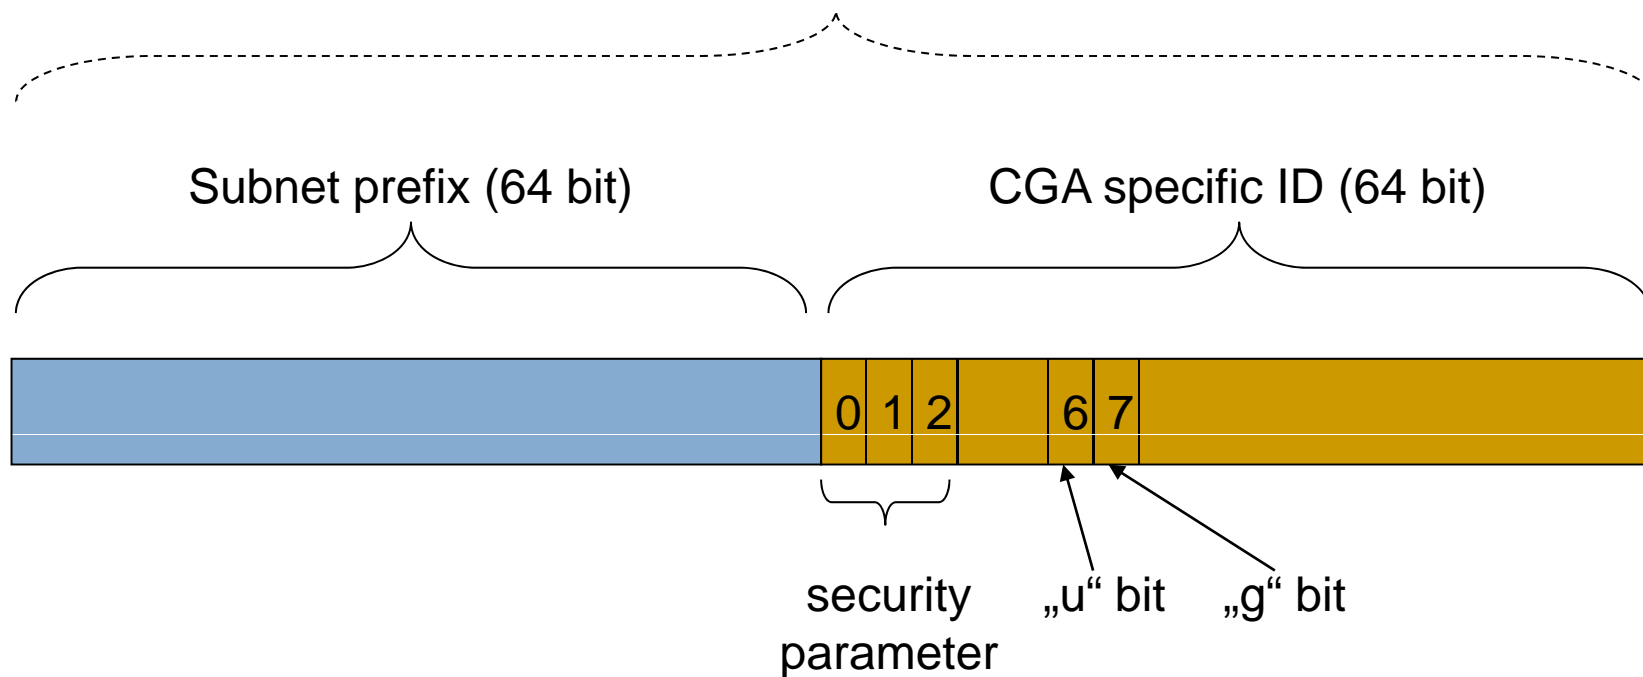 Subnet prefix (64 bit) CGA specific ID (64 bit)
0 1 2 6 7
security „u“ bit „g“ bit
parameter